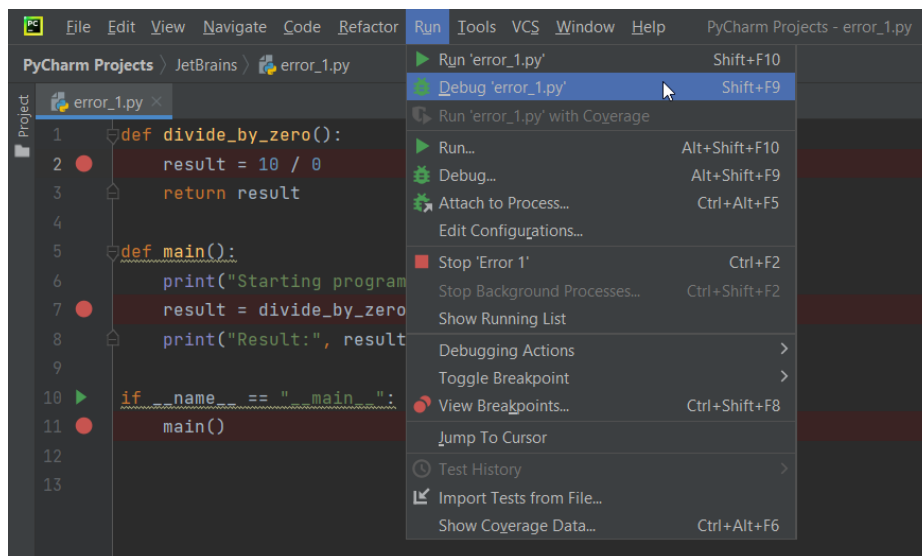 PC File Edit View Navigate Code Refactor Run Tools VCS Window Help PyCharm Projects - error_1.py
PyCharm Projects JetBrains error_1.py
Project
error_1.py
1 def divide_by_zero():
2 result = 10 / 0
3 return result
4
5 def main():
6 print("Starting program
7 result = divide_by_zero
8 print("Result:", result
9
10 if __name__ == "__main__":
11 main()
12
13
Run 'error_1.py' Shift+F10
Debug 'error_1.py' Shift+F9
Run 'error_1.py' with Coverage
Run... Alt+Shift+F10
Debug... Alt+Shift+F9
Attach to Process... Ctrl+Alt+F5
Edit Configurations...
Stop 'Error 1' Ctrl+F2
Stop Background Processes... Ctrl+Shift+F2
Show Running List
Debugging Actions
Toggle Breakpoint
View Breakpoints... Ctrl+Shift+F8
Jump To Cursor
Test History
Import Tests from File...
Show Coverage Data... Ctrl+Alt+F6